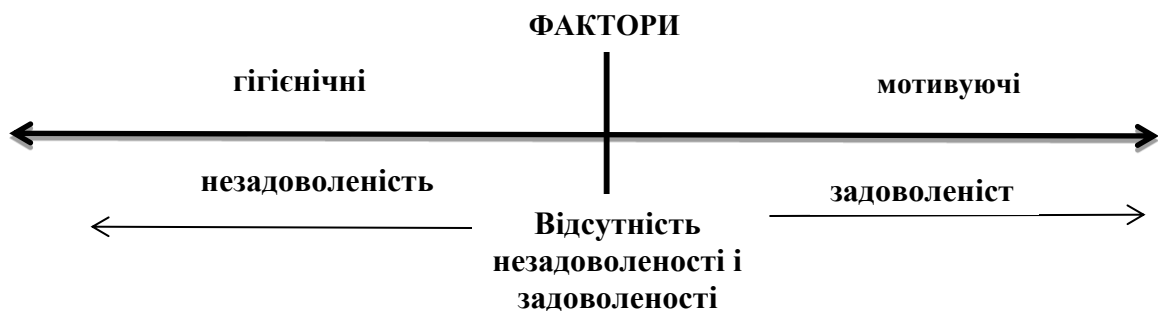 ФАКТОРИ
гігієнічні
мотивуючі
незадоволеність
задоволеніст
Відсутність
незадоволеності і
задоволеності